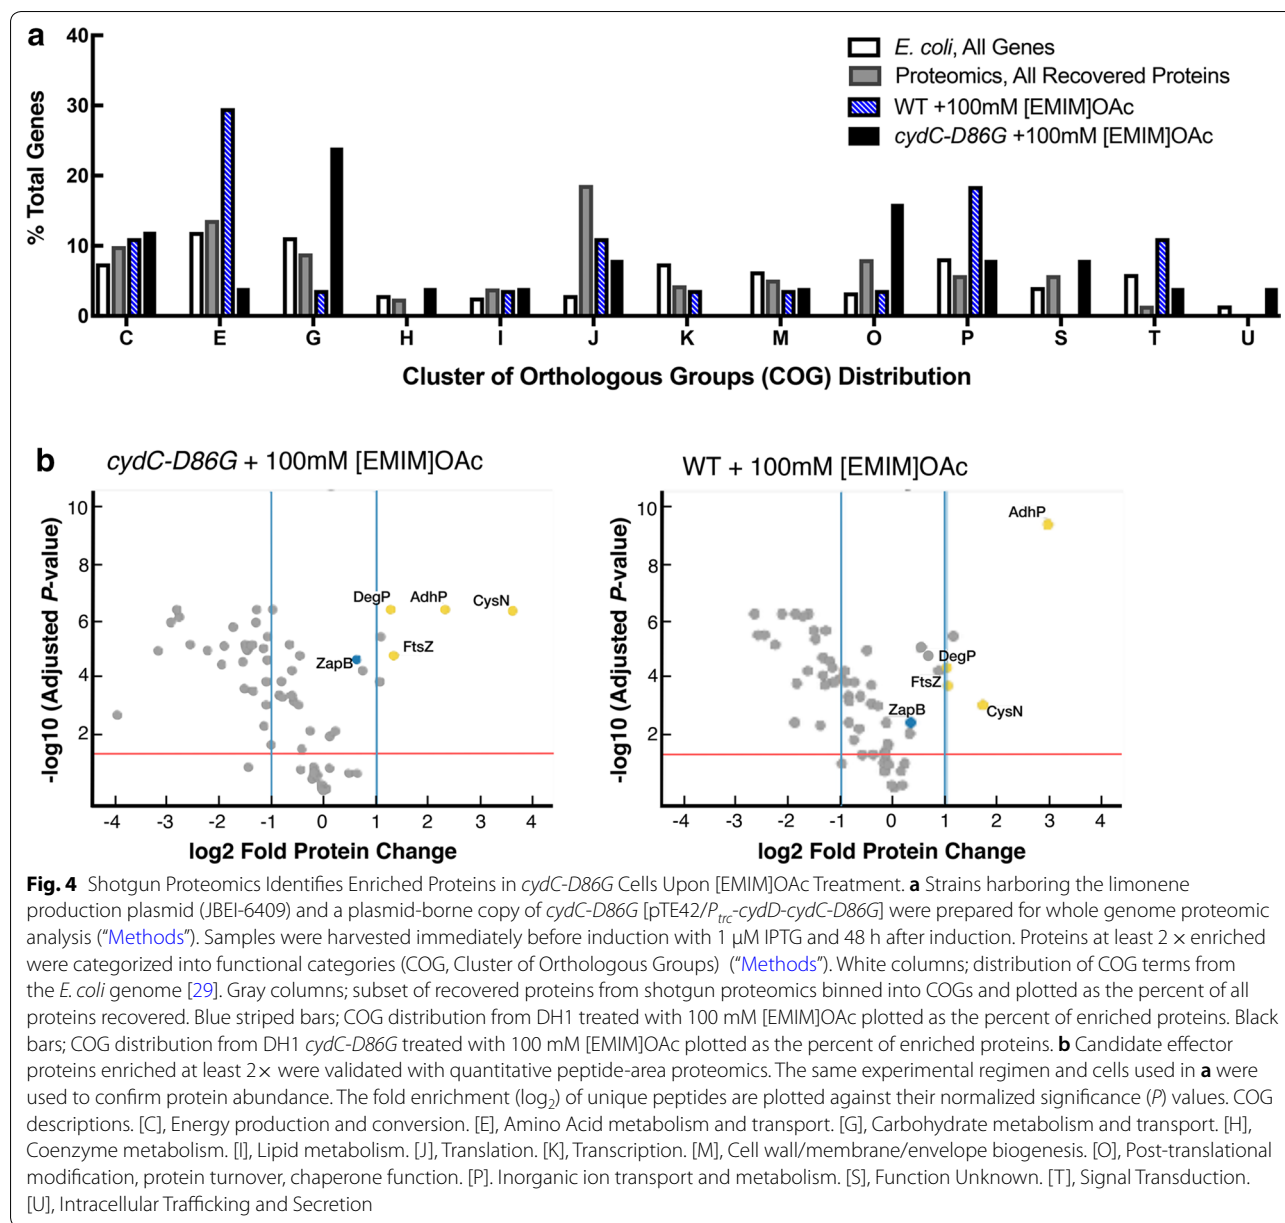 a
40
30
20
10
0
% Total Genes
E. coli, All Genes
Proteomics, All Recovered Proteins
WT +100mM [EMIM]OAc
cydC-D86G +100mM [EMIM]OAc
C E G H I J K M O P S T U
Cluster of Orthologous Groups (COG) Distribution
b
cydC-D86G + 100mM [EMIM]OAc
-log10 (Adjusted P-value)
10
8
6
4
2
DegP
AdhP
CysN
FtsZ
ZapB
-4 -3 -2 -1 0 1 2 3 4
log2 Fold Protein Change
WT + 100mM [EMIM]OAc
-log10 (Adjusted P-value)
10
8
6
4
2
AdhP
DegP
FtsZ
ZapB
CysN
-4 -3 -2 -1 0 1 2 3 4
log2 Fold Protein Change
Fig. 4 Shotgun Proteomics Identifies Enriched Proteins in cydC-D86G Cells Upon [EMIM]OAc Treatment. a Strains harboring the limonene
production plasmid (JBEI-6409) and a plasmid-borne copy of cydC-D86G [pTE42/Ptrc-cydD-cydC-D86G] were prepared for whole genome proteomic
analysis (“Methods”). Samples were harvested immediately before induction with 1 μM IPTG and 48 h after induction. Proteins at least 2 × enriched
were categorized into functional categories (COG, Cluster of Orthologous Groups) (“Methods”). White columns; distribution of COG terms from
the E. coli genome [29]. Gray columns; subset of recovered proteins from shotgun proteomics binned into COGs and plotted as the percent of all
proteins recovered. Blue striped bars; COG distribution from DH1 treated with 100 mM [EMIM]OAc plotted as the percent of enriched proteins. Black
bars; COG distribution from DH1 cydC-D86G treated with 100 mM [EMIM]OAc plotted as the percent of enriched proteins. b Candidate effector
proteins enriched at least 2× were validated with quantitative peptide-area proteomics. The same experimental regimen and cells used in a were
used to confirm protein abundance. The fold enrichment (log2) of unique peptides are plotted against their normalized significance (P) values. COG
descriptions. [C], Energy production and conversion. [E], Amino Acid metabolism and transport. [G], Carbohydrate metabolism and transport. [H],
Coenzyme metabolism. [I], Lipid metabolism. [J], Translation. [K], Transcription. [M], Cell wall/membrane/envelope biogenesis. [O], Post-translational
modification, protein turnover, chaperone function. [P]. Inorganic ion transport and metabolism. [S], Function Unknown. [T], Signal Transduction.
[U], Intracellular Trafficking and Secretion